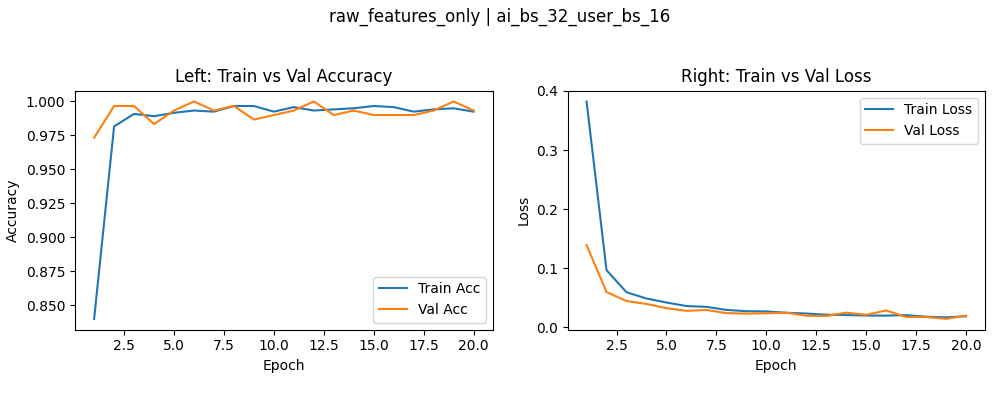 raw_features_only | ai_bs_32_user_bs_16
Left: Train vs Val Accuracy
Accuracy
1.000
0.975
0.950
0.925
0.900
0.875
0.850
2.5 5.0 7.5 10.0 12.5 15.0 17.5 20.0
Epoch
Train Acc
Val Acc
Right: Train vs Val Loss
Loss
0.4
0.3
0.2
0.1
0.0
2.5 5.0 7.5 10.0 12.5 15.0 17.5 20.0
Epoch
Train Loss
Val Loss